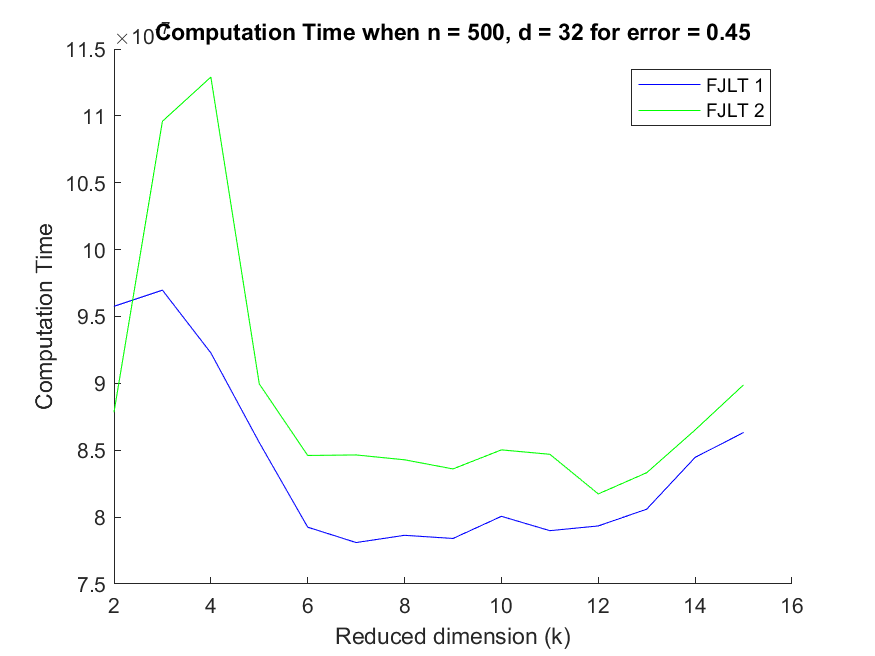 ×10
Computation Time when n = 500, d = 32 for error = 0.45
11.5
11
10.5
10
9.5
9
8.5
8
7.5
Computation Time
FJLT 1
FJLT 2
2 4 6 8 10 12 14 16
Reduced dimension (k)